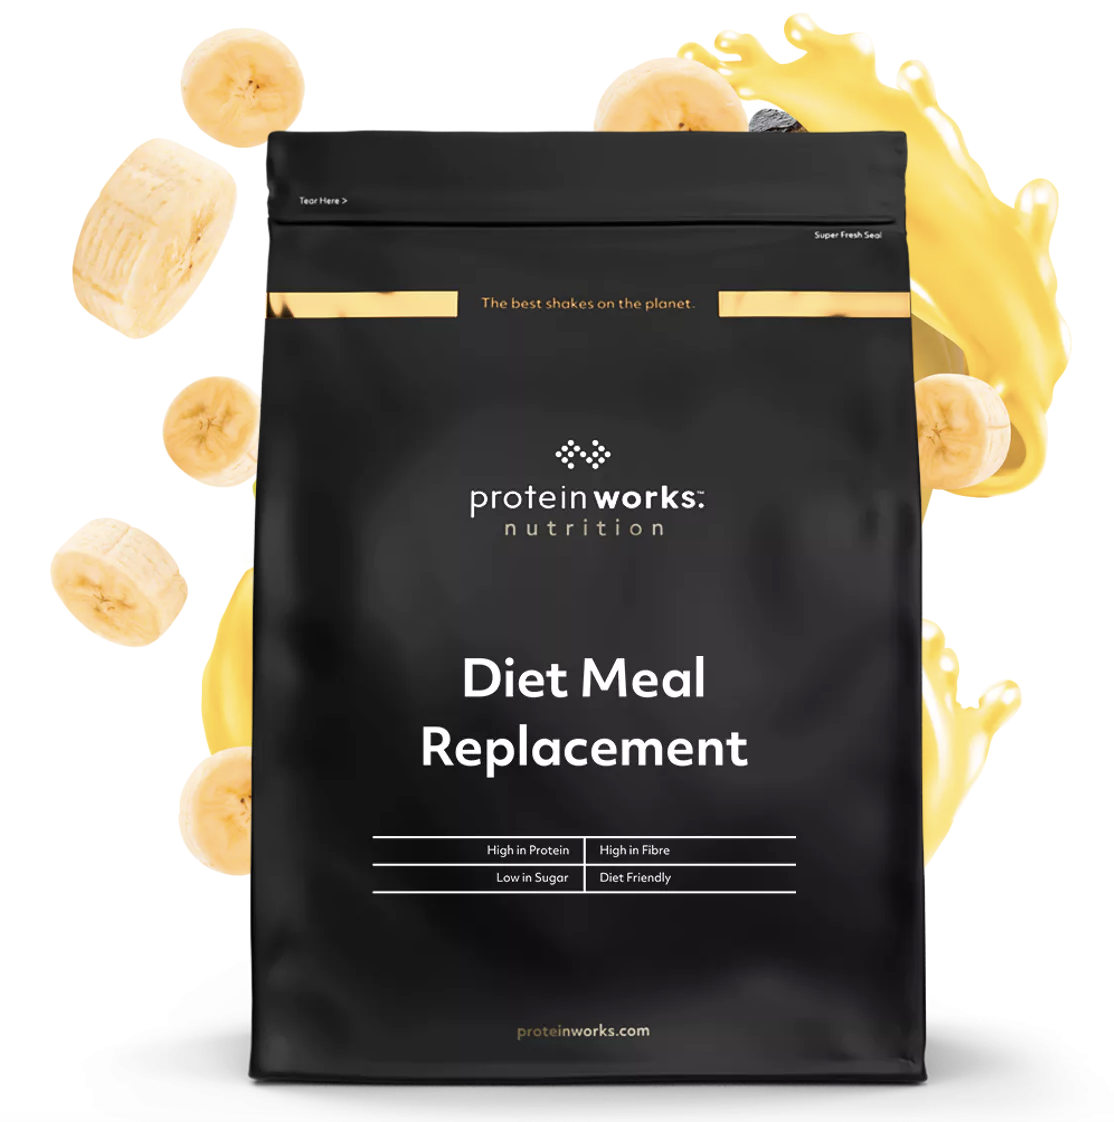 Tear Here >
Super Fresh Seal
The best shakes on the planet.
protein works.™
nutrition
Diet Meal
Replacement
High in Protein
High in Fibre
Low in Sugar
Diet Friendly
proteinworks.com